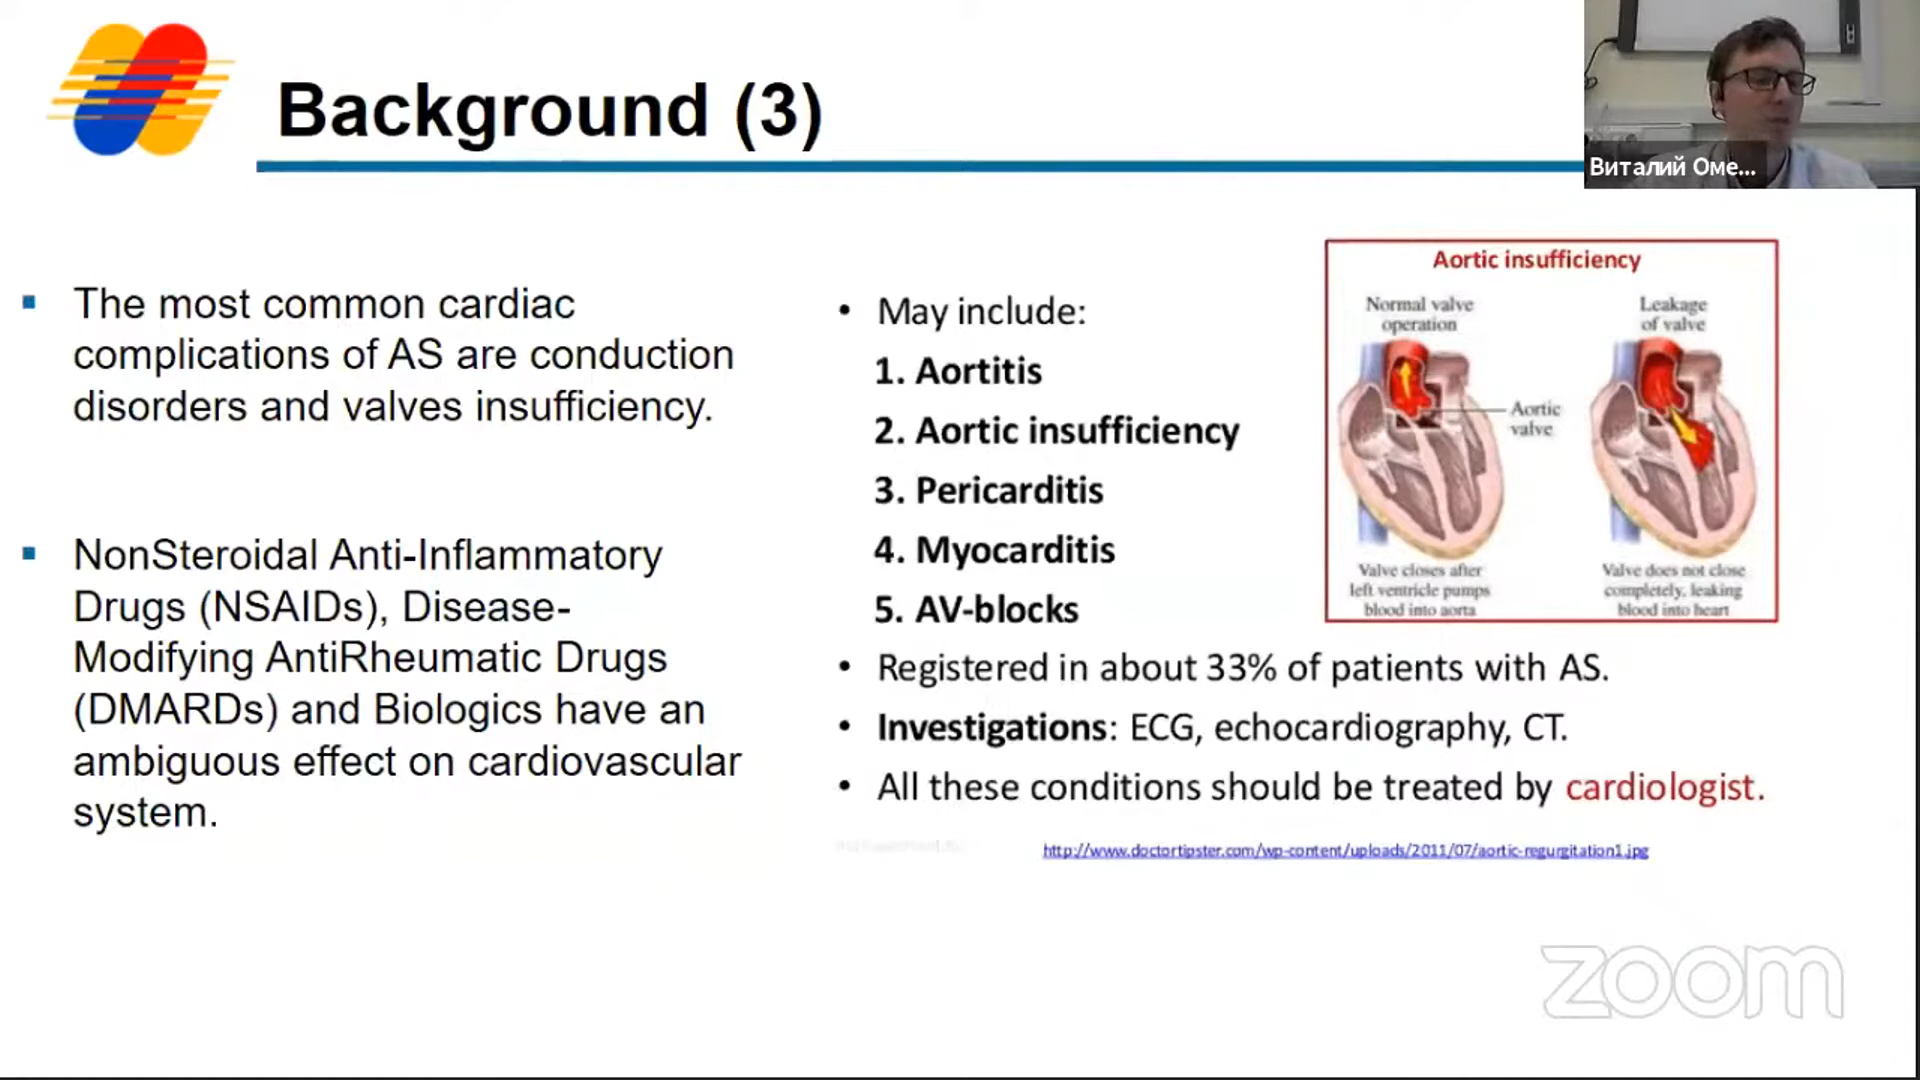 Background (3)
Виталий Оме...
▪ The most common cardiac
complications of AS are conduction
disorders and valves insufficiency.
▪ NonSteroidal Anti-Inflammatory
Drugs (NSAIDs), Disease-
Modifying AntiRheumatic Drugs
(DMARDs) and Biologics have an
ambiguous effect on cardiovascular
system.
• May include:
1. Aortitis
2. Aortic insufficiency
3. Pericarditis
4. Myocarditis
5. AV-blocks
• Registered in about 33% of patients with AS.
• Investigations: ECG, echocardiography, CT.
• All these conditions should be treated by cardiologist.
Aortic insufficiency
Normal valve
operation
Leakage
of valve
Aortic
valve
Valve closes after
left ventricle pumps
blood into aorta
Valve does not close
completely, leaking
blood into heart
http://www.doctortipster.com/wp-content/uploads/2011/07/aortic-regurgitation1.jpg
zoom